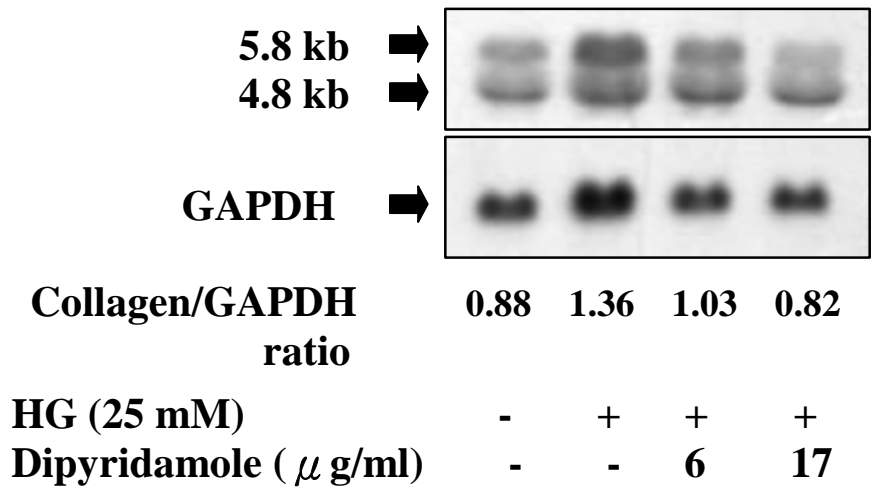 5.8 kb
4.8 kb
GAPDH
Collagen/GAPDH 0.88 1.36 1.03 0.82
ratio
HG (25 mM) - + + +
Dipyridamole ( μ g/ml) - - 6 17